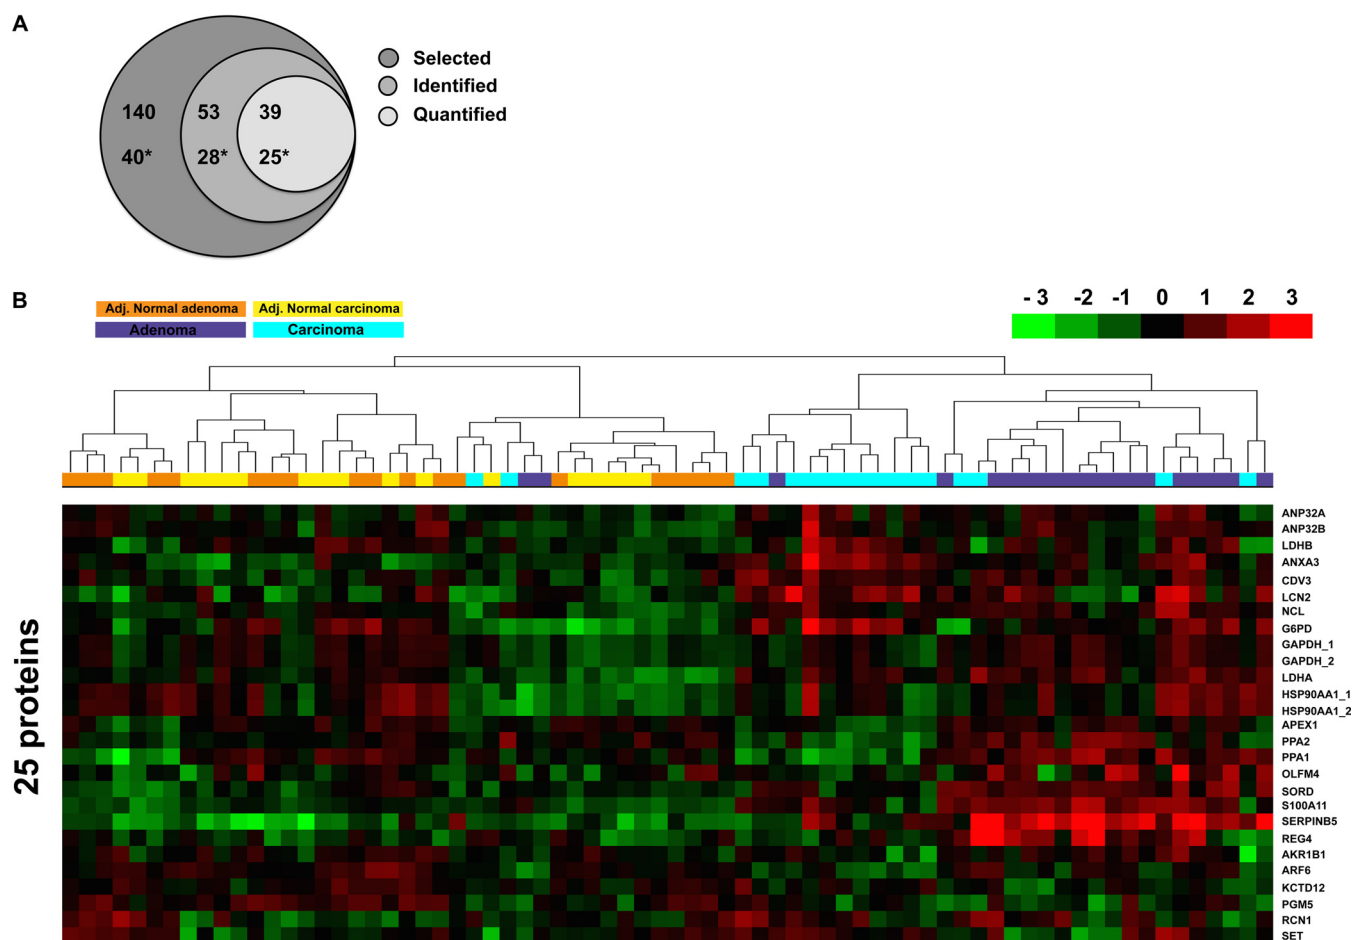 A
Selected
Identified
Quantified
140 53 39
40* 28* 25*
B
Adj. Normal adenoma Adj. Normal carcinoma
Adenoma Carcinoma
- 3 -2 -1 0 1 2 3
25 proteins
ANP32A
ANP32B
LDHB
ANXA3
CDV3
LCN2
NCL
G6PD
GAPDH_1
GAPDH_2
LDHA
HSP90AA1_1
HSP90AA1_2
APEX1
PPA2
PPA1
OLFM4
SORD
S100A11
SERPINB5
REG4
AKR1B1
ARF6
KCTD12
PGM5
RCN1
SET